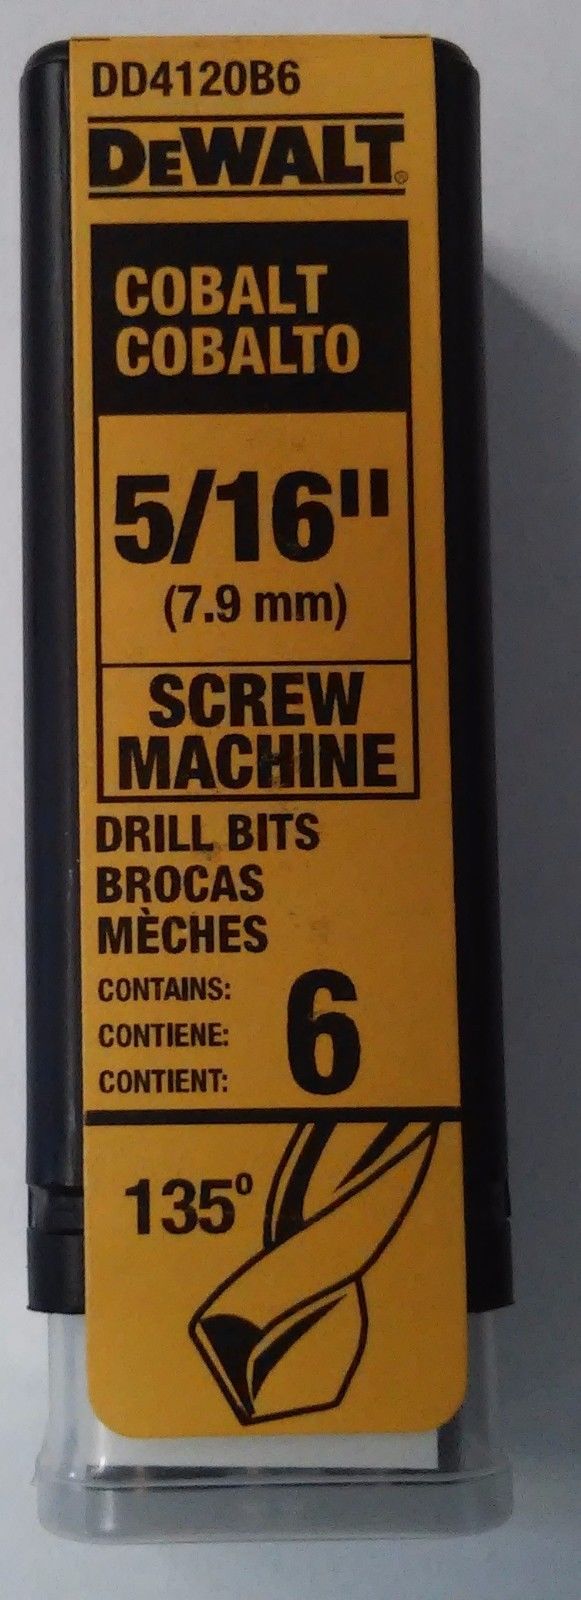 DD4120B6
DEWALT®
COBALT
COBALTO
5/16"
(7.9 mm)
SCREW
MACHINE
DRILL BITS
BROCAS
MÈCHES
CONTAINS:
CONTIENE:
CONTIENT:
6
135º